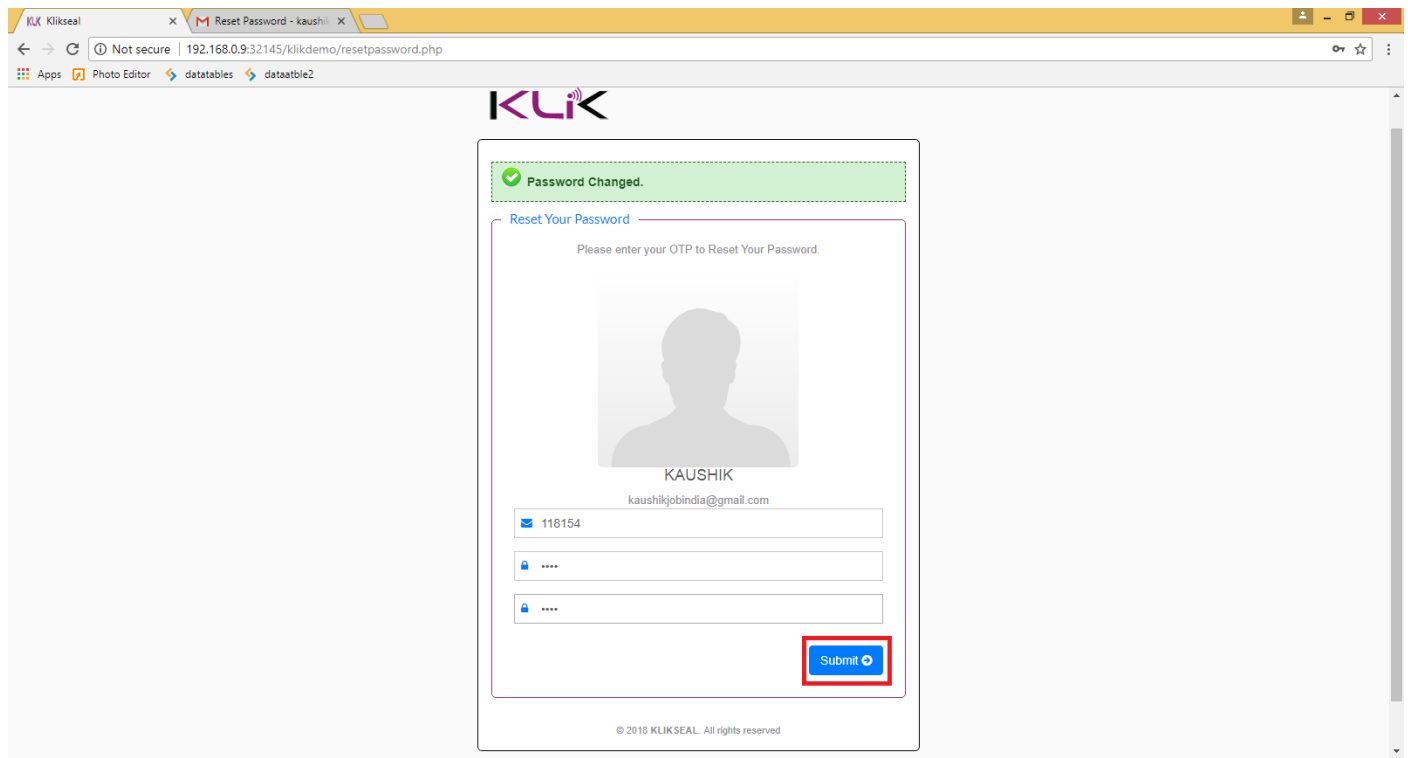 KLiK Klikseal
Reset Password - kaushi
Not secure | 192.168.0.9:32145/klikdemo/resetpassword.php
Apps Photo Editor datatables dataatble2
KLiK
Password Changed.
Reset Your Password
Please enter your OTP to Reset Your Password.
KAUSHIK
kaushikjobindia@gmail.com
118154
••••
••••
Submit
© 2018 KLIKSEAL. All rights reserved